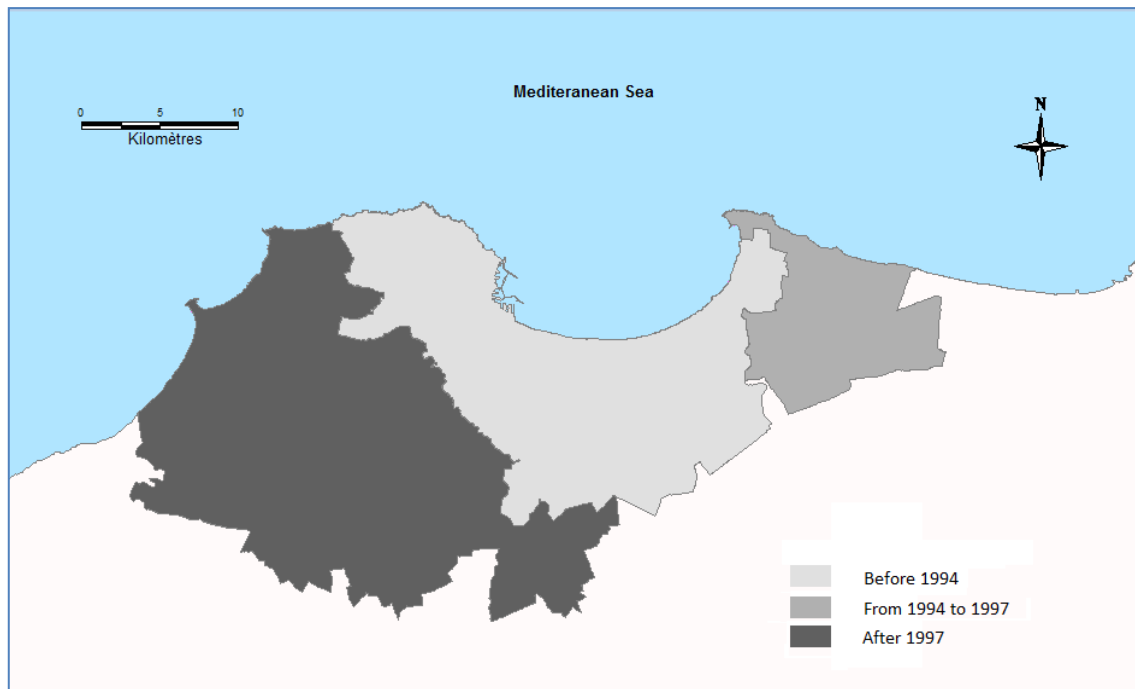 Mediteranean Sea
0 5 10
Kilomètres
N
Before 1994
From 1994 to 1997
After 1997